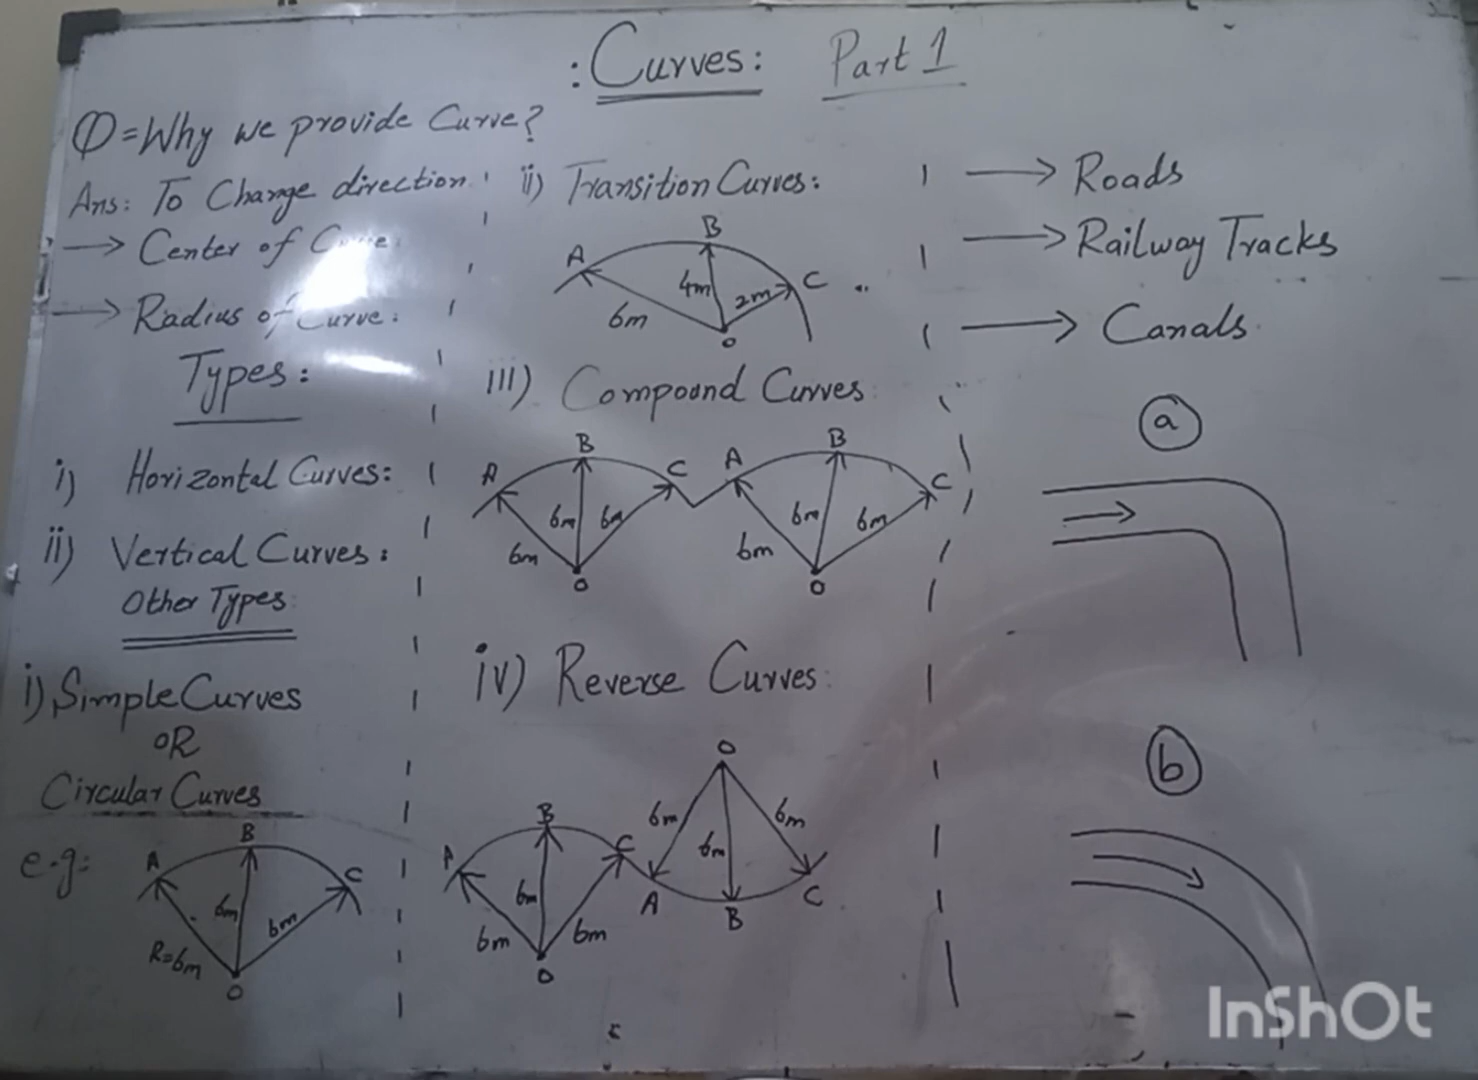 : Curves: Part 1
Q = Why we provide Curve?
Ans: To Change direction.
→ Center of Curve.
→ Radius of Curve.
Types:
i) Horizontal Curves:
ii) Vertical Curves:
Other Types:
i) Simple Curves
OR
Circular Curves
e.g:
A B C
R=6m 6m 6m
O
ii) Transition Curves:
A B C
6m 4m 2m
O
iii) Compound Curves
A B C A B C
6m 6m 6m 6m 6m 6m
O O
iv) Reverse Curves:
O
6m 6m 6m
A B C
6m 6m 6m
A B C
O
→ Roads
→ Railway Tracks
→ Canals
a
b
InShOt